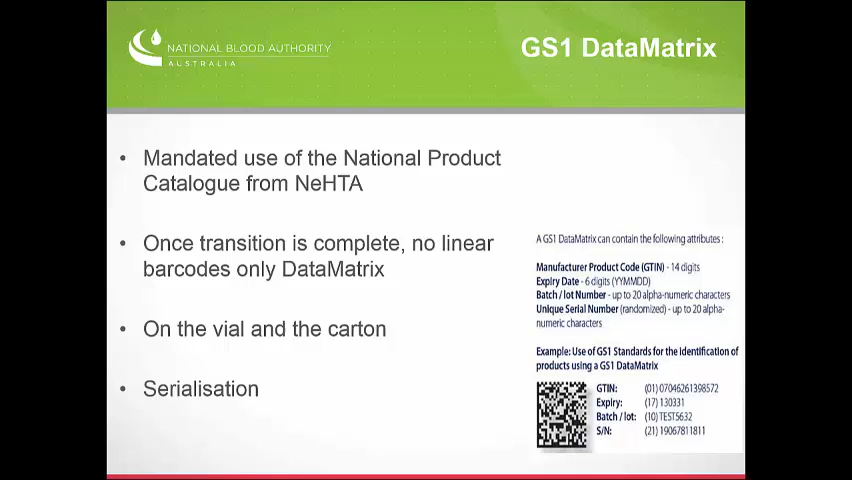 NATIONAL BLOOD AUTHORITY
AUSTRALIA
GS1 DataMatrix
• Mandated use of the National Product
Catalogue from NeHTA
• Once transition is complete, no linear
barcodes only DataMatrix
• On the vial and the carton
• Serialisation
A GS1 DataMatrix can contain the following attributes :
Manufacturer Product Code (GTIN) - 14 digits
Expiry Date - 6 digits (YYMMDD)
Batch / lot Number - up to 20 alpha-numeric characters
Unique Serial Number (randomized) - up to 20 alpha-
numeric characters
Example: Use of GS1 Standards for the identification of
products using a GS1 DataMatrix
GTIN: (01) 07046261398572
Expiry: (17) 130331
Batch / lot: (10) TEST5632
S/N: (21) 19067811811